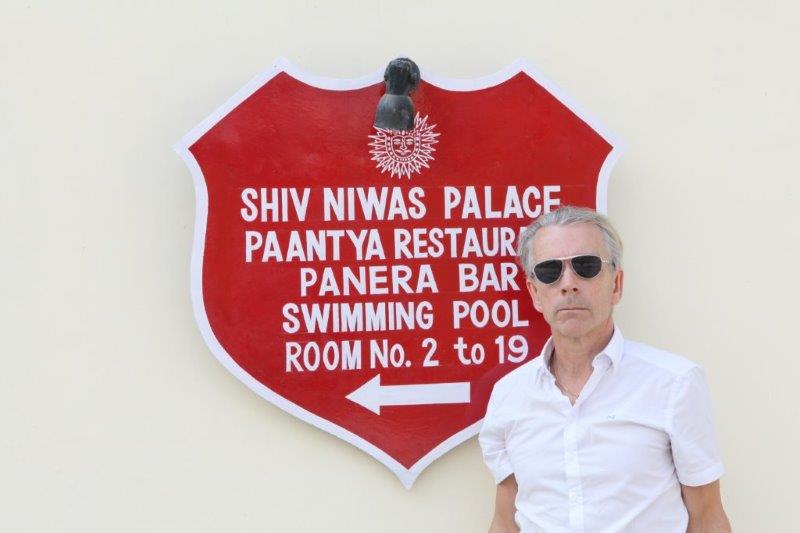 SHIV NIWAS PALACE
PAANTYA RESTAURA
PANERA BAR
SWIMMING POOL
ROOM No. 2 to 19